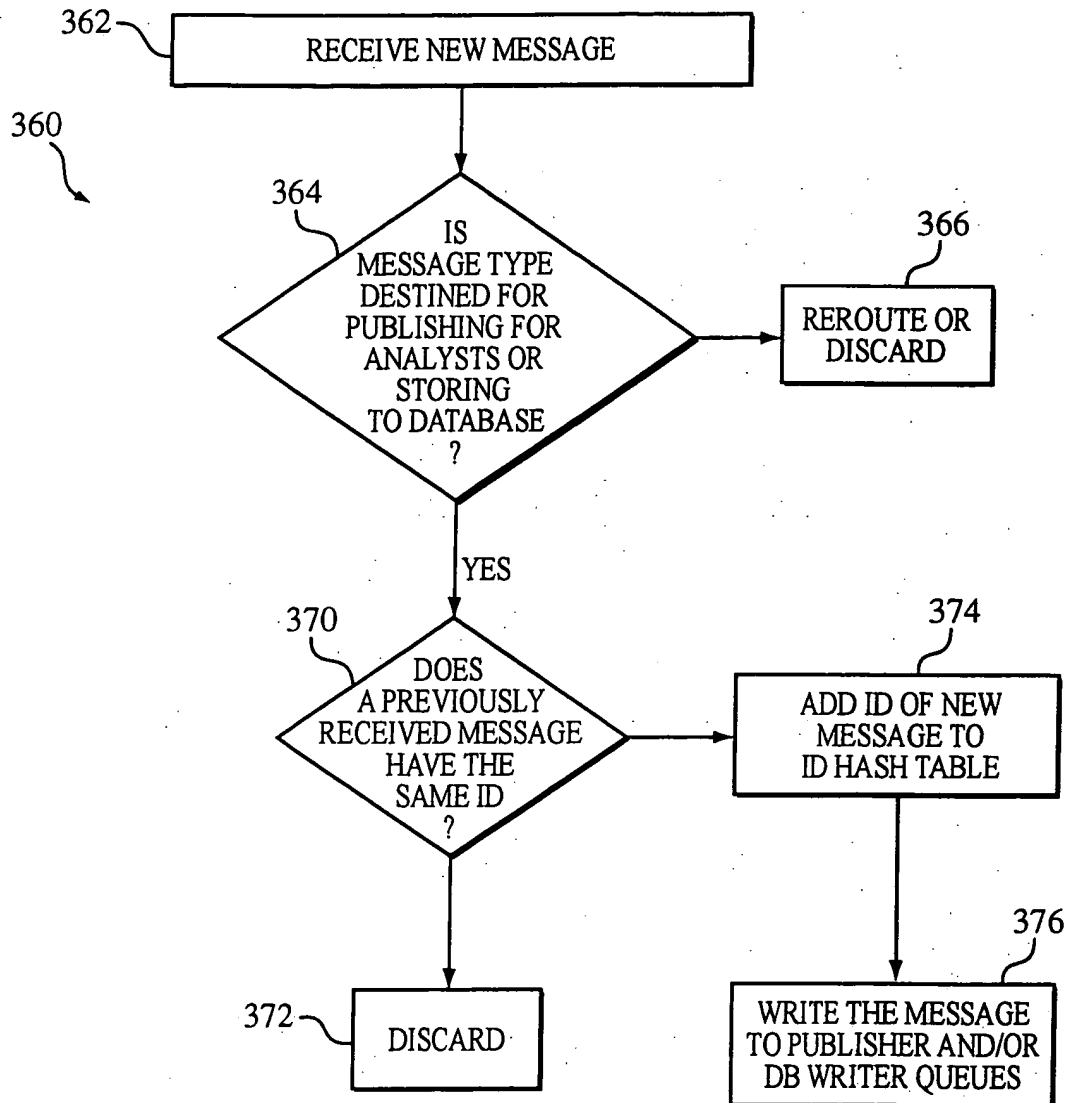 362
RECEIVE NEW MESSAGE
360
364
IS
MESSAGE TYPE
DESTINED FOR
PUBLISHING FOR
ANALYSTS OR
STORING
TO DATABASE
?
366
REROUTE OR
DISCARD
YES
370
DOES
A PREVIOUSLY
RECEIVED MESSAGE
HAVE THE
SAME ID
?
374
ADD ID OF NEW
MESSAGE TO
ID HASH TABLE
372
DISCARD
376
WRITE THE MESSAGE
TO PUBLISHER AND/OR
DB WRITER QUEUES